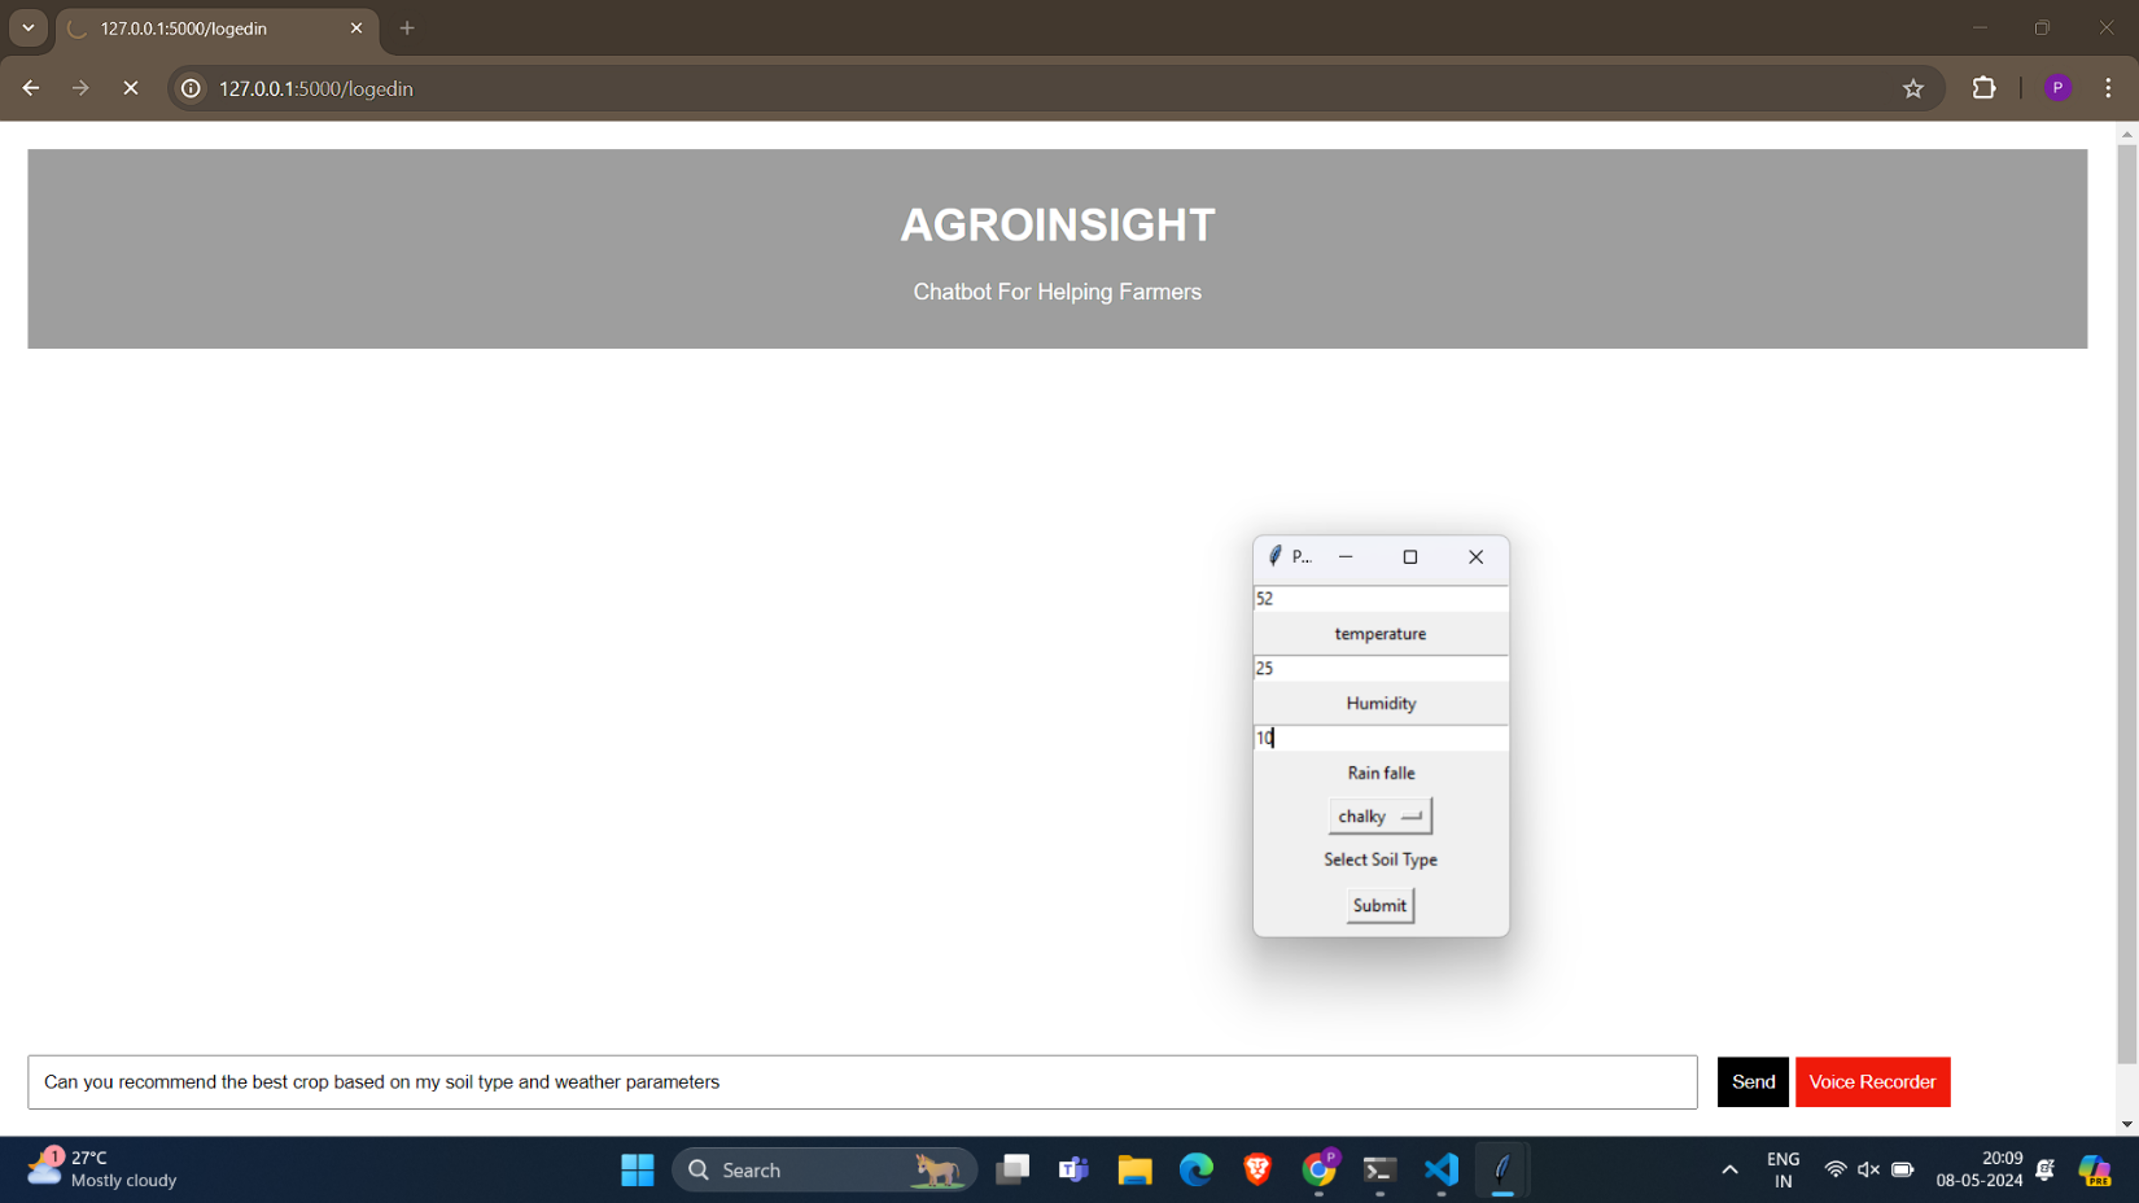 127.0.0.1:5000/logedin
127.0.0.1:5000/logedin
P
AGROINSIGHT
Chatbot For Helping Farmers
P...
52
temperature
25
Humidity
10
Rain falle
chalky
Select Soil Type
Submit
Can you recommend the best crop based on my soil type and weather parameters
Send
Voice Recorder
1
27°C
Mostly cloudy
Search
P
ENG
IN
20:09
08-05-2024
PRE